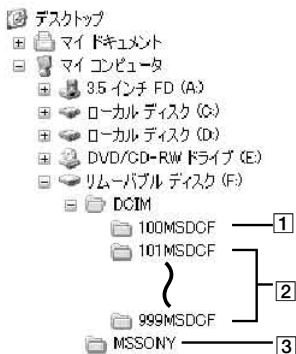 デスクトップ
マイ ドキュメント
マイ コンピュータ
3.5 インチ FD (A:)
ローカル ディスク (C:)
ローカル ディスク (D:)
DVD/CD-RW ドライブ (E:)
リムーバブル ディスク (F:)
DCIM
100MSDCF 1
101MSDCF
2
999MSDCF
MSSONY 3